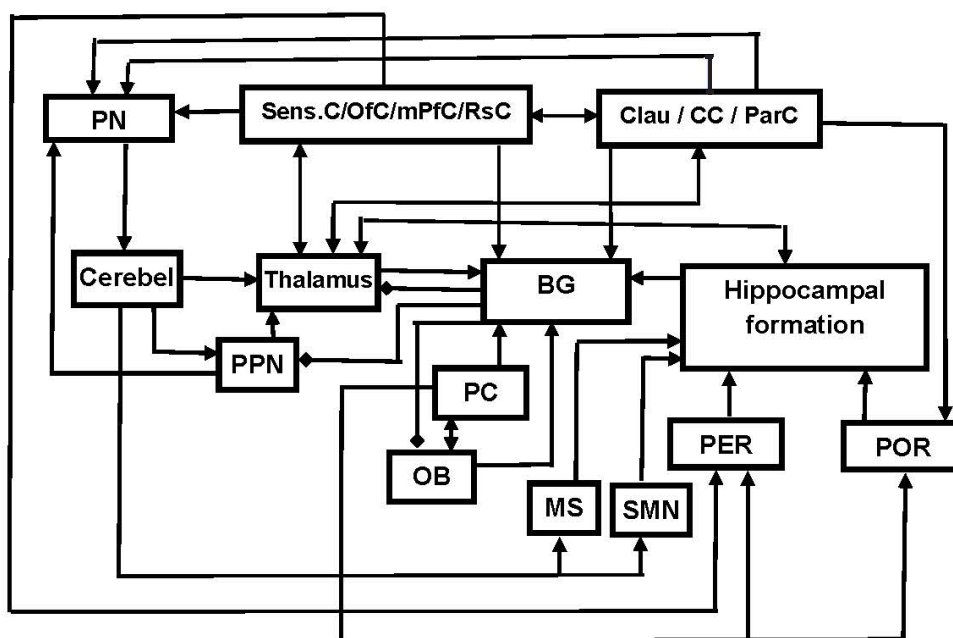 PN
Sens.C/OfC/mPfC/RsC
Clau / CC / ParC
Cerebel
Thalamus
BG
Hippocampal
formation
PPN
PC
OB
PER
POR
MS
SMN